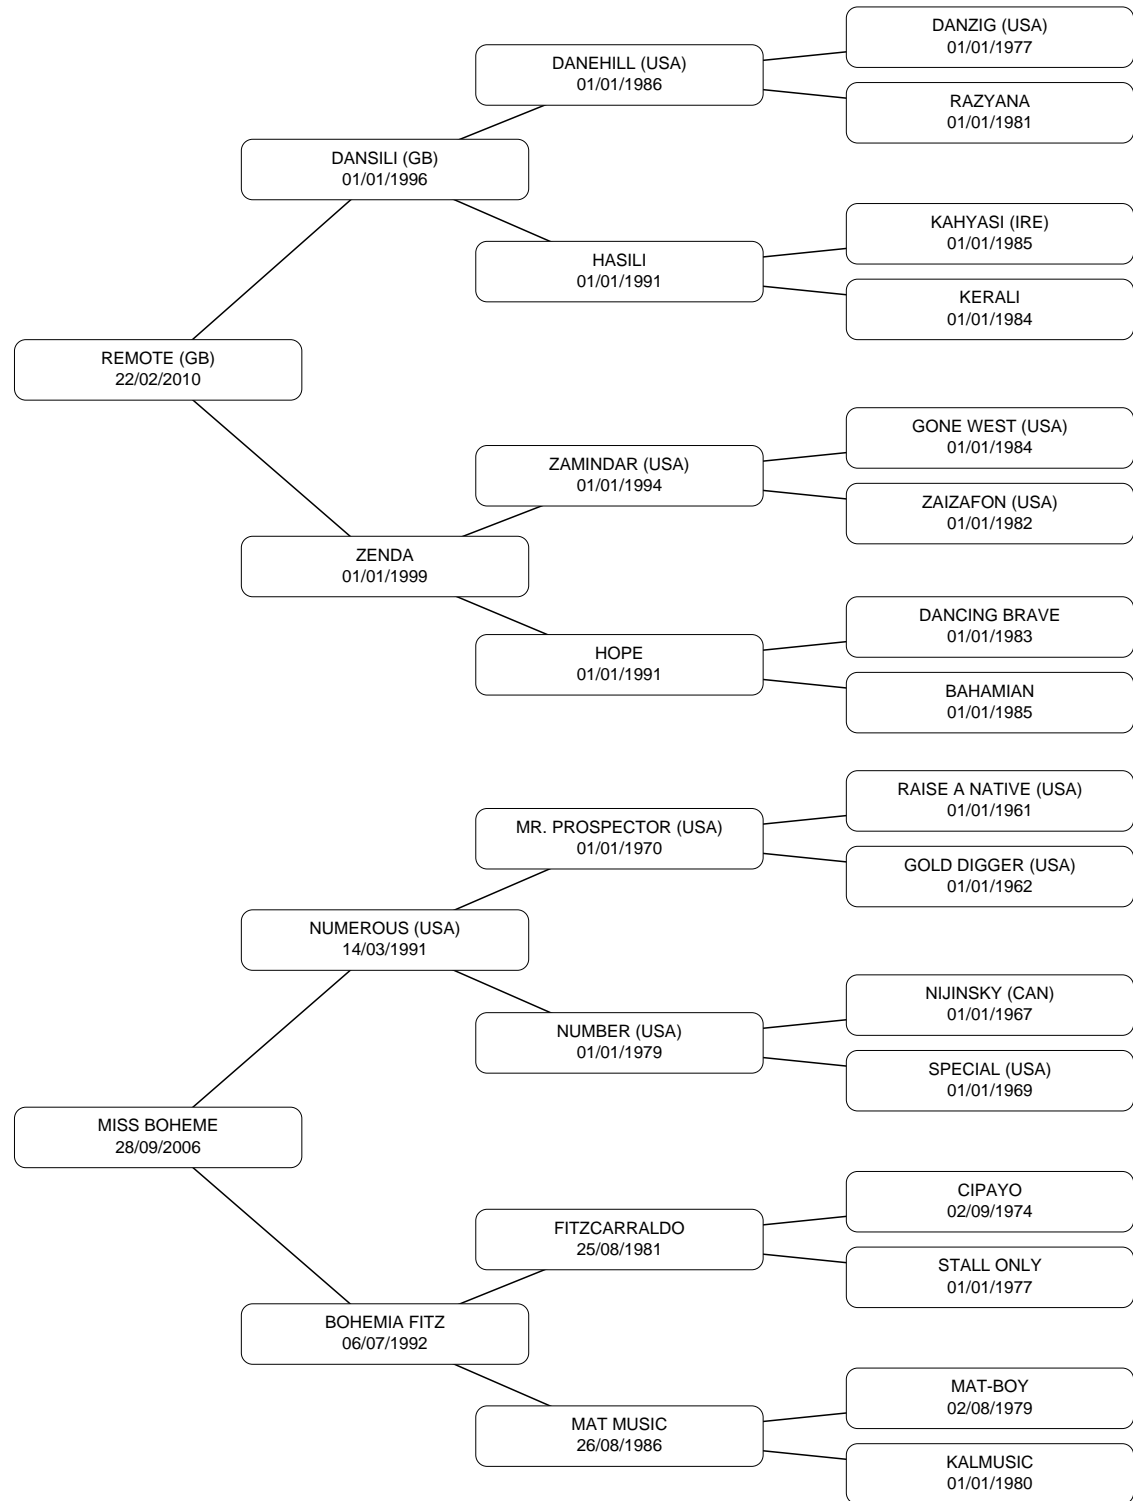 DANZIG (USA)
01/01/1977
DANEHILL (USA)
01/01/1986
RAZYANA
01/01/1981
DANSILI (GB)
01/01/1996
KAHYASI (IRE)
01/01/1985
HASILI
01/01/1991
KERALI
01/01/1984
REMOTE (GB)
22/02/2010
GONE WEST (USA)
01/01/1984
ZAMINDAR (USA)
01/01/1994
ZAIZAFON (USA)
01/01/1982
ZENDA
01/01/1999
DANCING BRAVE
01/01/1983
HOPE
01/01/1991
BAHAMIAN
01/01/1985
RAISE A NATIVE (USA)
01/01/1961
MR. PROSPECTOR (USA)
01/01/1970
GOLD DIGGER (USA)
01/01/1962
NUMEROUS (USA)
14/03/1991
NIJINSKY (CAN)
01/01/1967
NUMBER (USA)
01/01/1979
SPECIAL (USA)
01/01/1969
MISS BOHEME
28/09/2006
CIPAYO
02/09/1974
FITZCARRALDO
25/08/1981
STALL ONLY
01/01/1977
BOHEMIA FITZ
06/07/1992
MAT-BOY
02/08/1979
MAT MUSIC
26/08/1986
KALMUSIC
01/01/1980